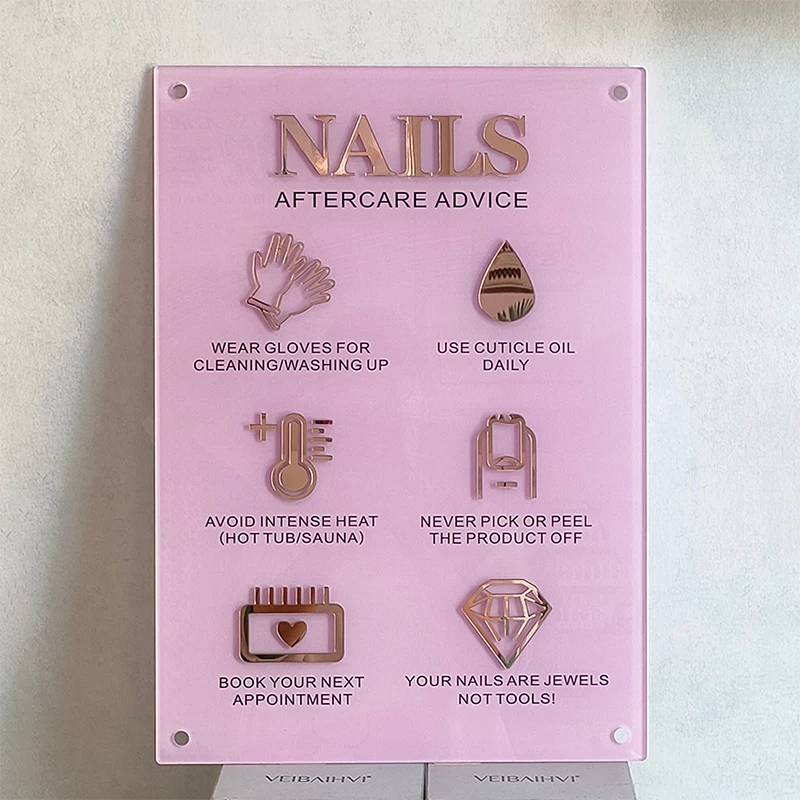 NAILS
AFTERCARE ADVICE
WEAR GLOVES FOR
CLEANING/WASHING UP
USE CUTICLE OIL
DAILY
AVOID INTENSE HEAT
(HOT TUB/SAUNA)
NEVER PICK OR PEEL
THE PRODUCT OFF
BOOK YOUR NEXT
APPOINTMENT
YOUR NAILS ARE JEWELS
NOT TOOLS!
VEIBAIHVI VEIBAIHVI